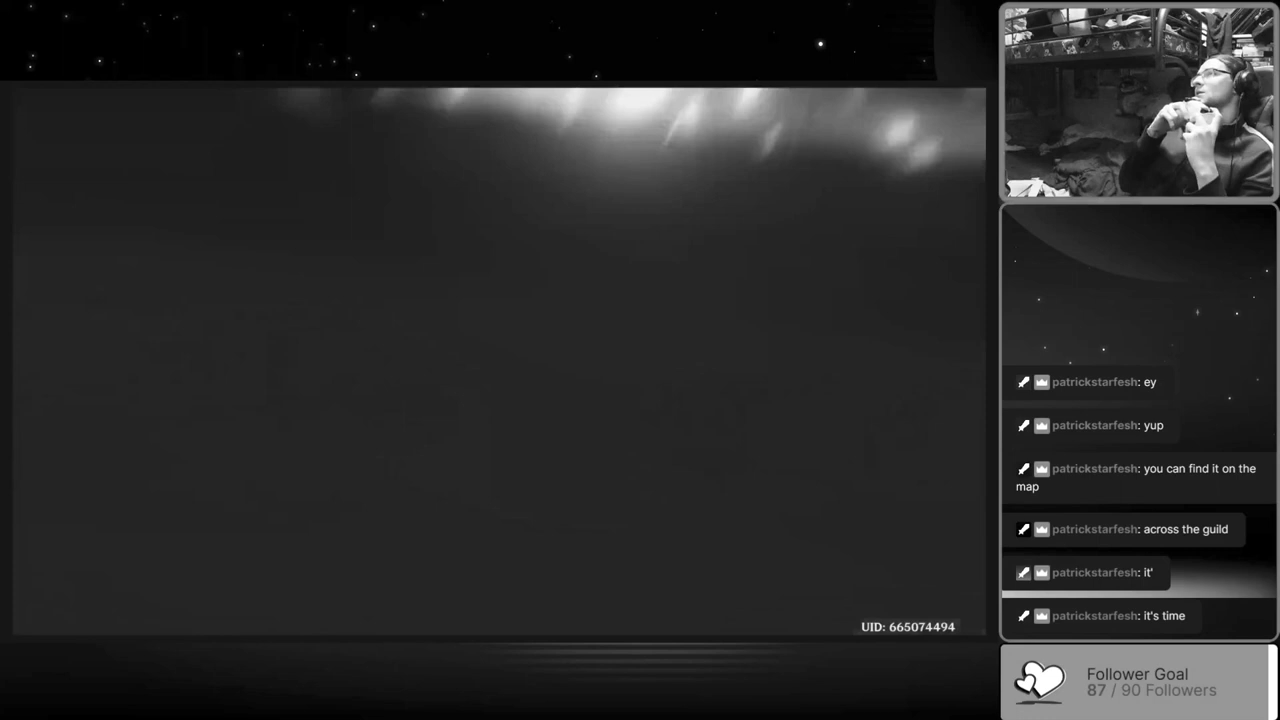 patrickstarfesh: ey
patrickstarfesh: yup
patrickstarfesh: you can find it on the
map
patrickstarfesh: across the guild
patrickstarfesh: it'
patrickstarfesh: it's time
UID: 665074494
Follower Goal
87 / 90 Followers